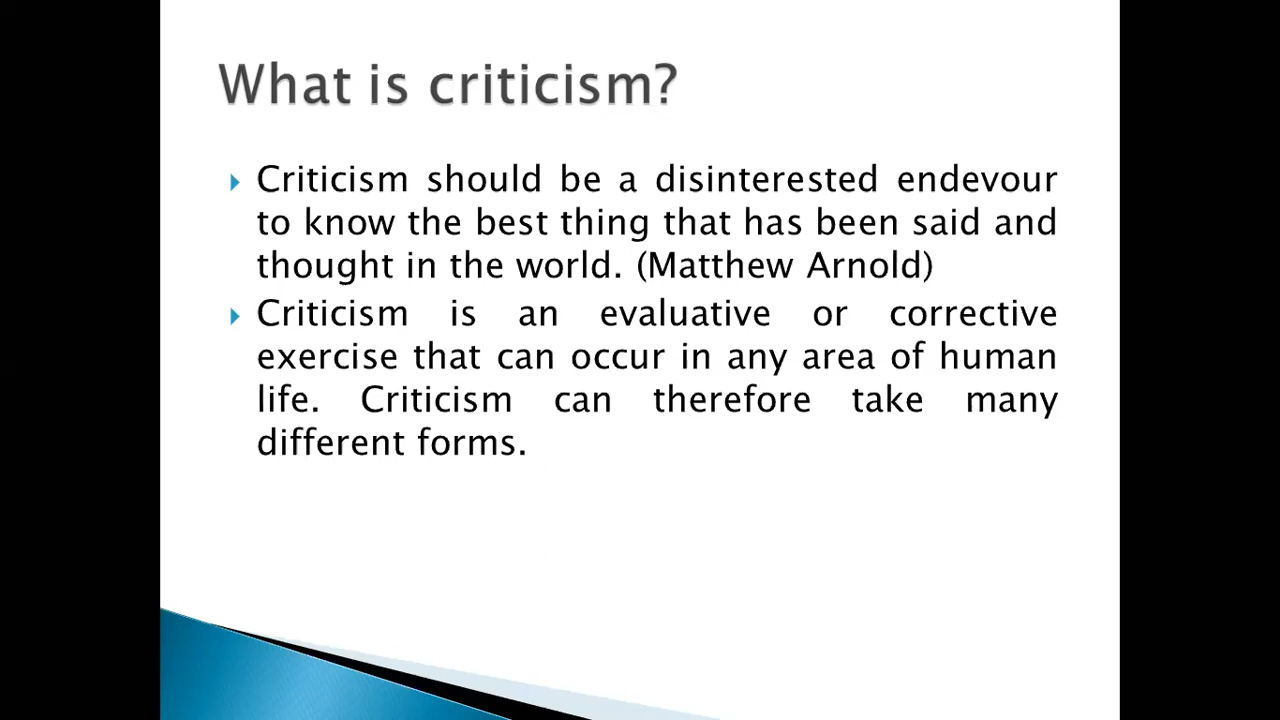 What is criticism?
Criticism should be a disinterested endevour
to know the best thing that has been said and
thought in the world. (Matthew Arnold)
Criticism is an evaluative or corrective
exercise that can occur in any area of human
life. Criticism can therefore take many
different forms.